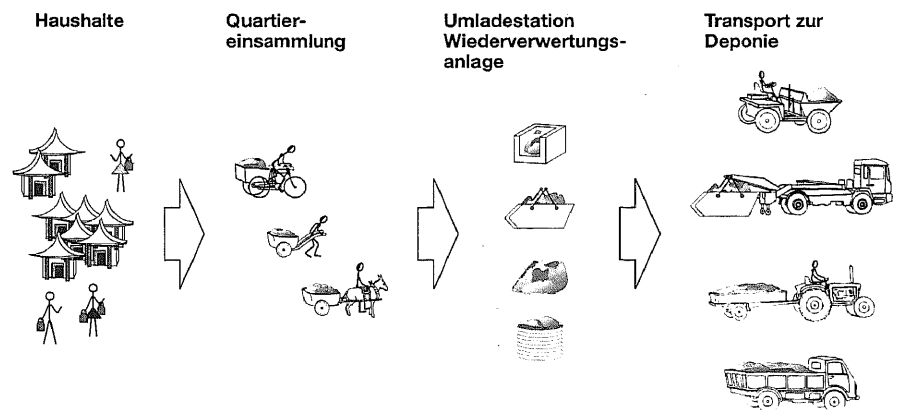 Haushalte
Quartier-
einsammlung
Umladestation
Wiederverwertungs-
anlage
Transport zur
Deponie